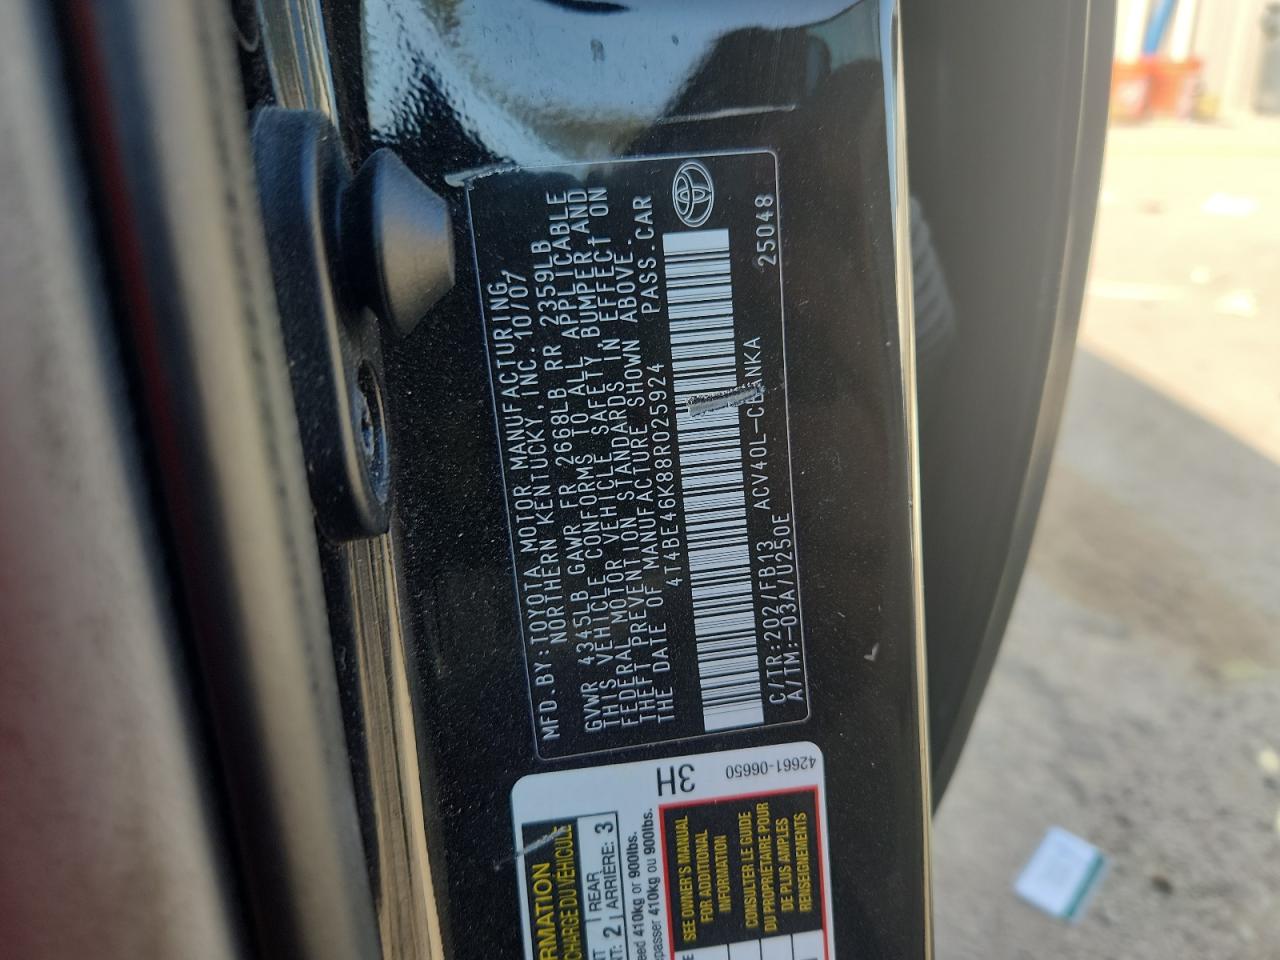 MFD.BY:TOYOTA MOTOR MANUFACTURING,
NORTHERN KENTUCKY,INC. 10/07
GVWR 4345LB GAWR FR 2668LB RR 2359LB
THIS VEHICLE CONFORMS TO ALL APPLICABLE
FEDERAL MOTOR VEHICLE SAFETY,BUMPER AND
THEFT PREVENTION STANDARDS IN EFFECT ON
THE DATE OF MANUFACTURE SHOWN ABOVE.
4T4BE46K88R025924 PASS.CAR
C/TR:202/FB13 ACV40L-CEANKA 25048
A/TM:-03A/U250E
3H
42661-06650
REAR
2 ARRIÈRE: 3
410kg or 900lbs.
410kg ou 900lbs.
SEE OWNER'S MANUAL
FOR ADDITIONAL
INFORMATION
CONSULTER LE GUIDE
DU PROPRIÉTAIRE POUR
DE PLUS AMPLES
RENSEIGNEMENTS